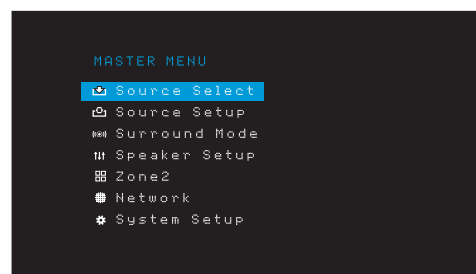 MASTER MENU
Source Select
Source Setup
Surround Mode
Speaker Setup
Zone2
Network
System Setup